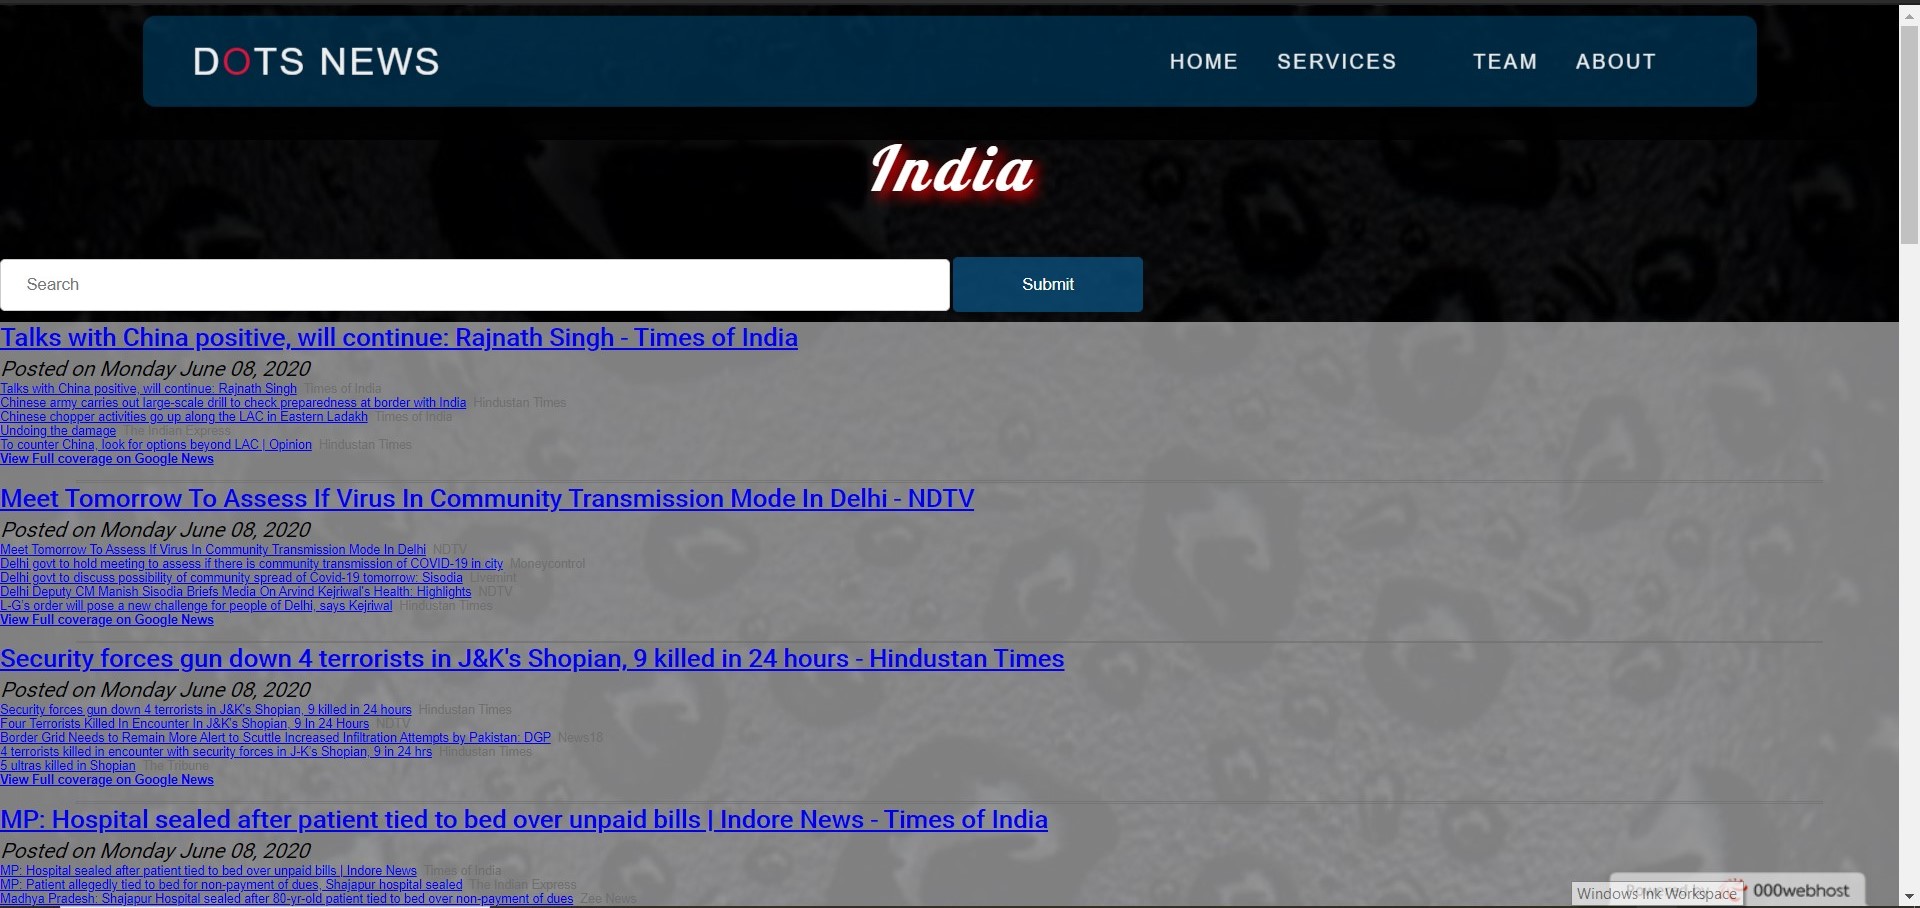 DOTS NEWS
HOME SERVICES TEAM ABOUT
India
Search
Submit
Talks with China positive, will continue: Rajnath Singh - Times of India
Posted on Monday June 08, 2020
Talks with China positive, will continue: Rajnath Singh Times of India
Chinese army carries out large-scale drill to check preparedness at border with India Hindustan Times
Chinese chopper activities go up along the LAC in Eastern Ladakh Times of India
Undoing the damage The Indian Express
To counter China, look for options beyond LAC | Opinion Hindustan Times
View Full coverage on Google News
Meet Tomorrow To Assess If Virus In Community Transmission Mode In Delhi - NDTV
Posted on Monday June 08, 2020
Meet Tomorrow To Assess If Virus In Community Transmission Mode In Delhi NDTV
Delhi govt to hold meeting to assess if there is community transmission of COVID-19 in city Moneycontrol
Delhi govt to discuss possibility of community spread of Covid-19 tomorrow: Sisodia Livemint
Delhi Deputy CM Manish Sisodia Briefs Media On Arvind Kejriwal's Health: Highlights NDTV
L-G's order will pose a new challenge for people of Delhi, says Kejriwal Hindustan Times
View Full coverage on Google News
Security forces gun down 4 terrorists in J&K's Shopian, 9 killed in 24 hours - Hindustan Times
Posted on Monday June 08, 2020
Security forces gun down 4 terrorists in J&K's Shopian, 9 killed in 24 hours Hindustan Times
Four Terrorists Killed In Encounter In J&K's Shopian, 9 In 24 Hours NDTV
Border Grid Needs to Remain More Alert to Scuttle Increased Infiltration Attempts by Pakistan: DGP News18
4 terrorists killed in encounter with security forces in J-K's Shopian, 9 in 24 hrs Hindustan Times
5 ultras killed in Shopian The Tribune
View Full coverage on Google News
MP: Hospital sealed after patient tied to bed over unpaid bills | Indore News - Times of India
Posted on Monday June 08, 2020
MP: Hospital sealed after patient tied to bed over unpaid bills | Indore News Times of India
MP: Patient allegedly tied to bed for non-payment of dues, Shajapur hospital sealed The Indian Express
Madhya Pradesh: Shajapur Hospital sealed after 80-yr-old patient tied to bed over non-payment of dues Zee News
Windows Ink Workspace 000webhost